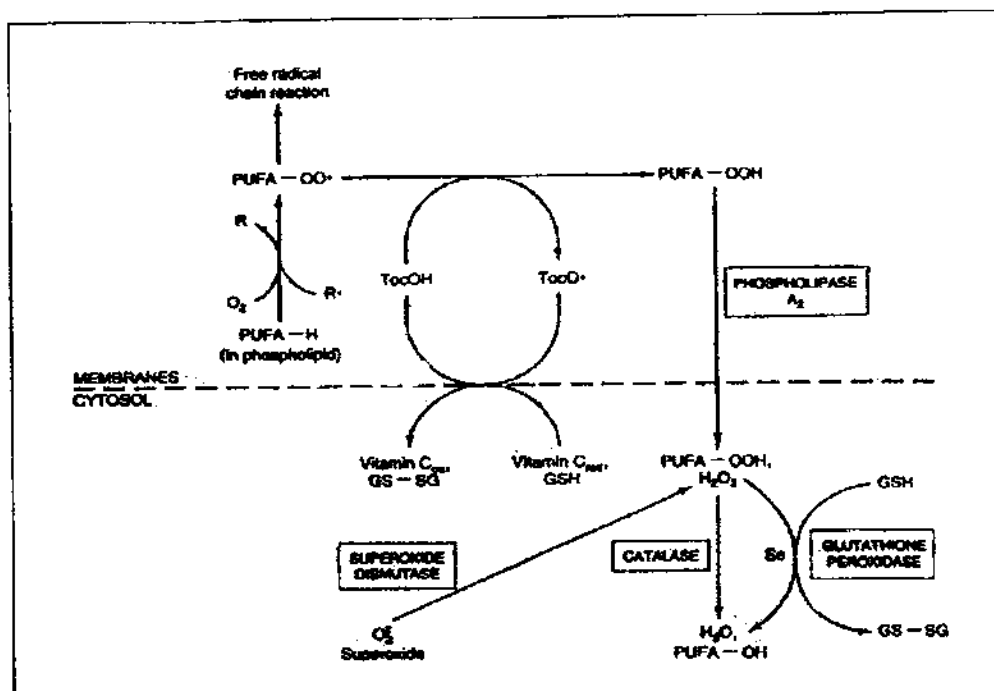 Free radical
chain reaction
PUFA — OO•
PUFA — OOH
R
TocOH
TocO•
PHOSPHOLIPASE
A₂
O₂
R•
PUFA — H
(in phospholipid)
MEMBRANES
CYTOSOL
Vitamin C
GS — SG
Vitamin C
GSH
PUFA — OOH,
H₂O₂
GSH
SUPEROXIDE
DISMUTASE
CATALASE
Se
GLUTATHIONE
PEROXIDASE
Superoxide
H₂O,
PUFA — OH
GS — SG